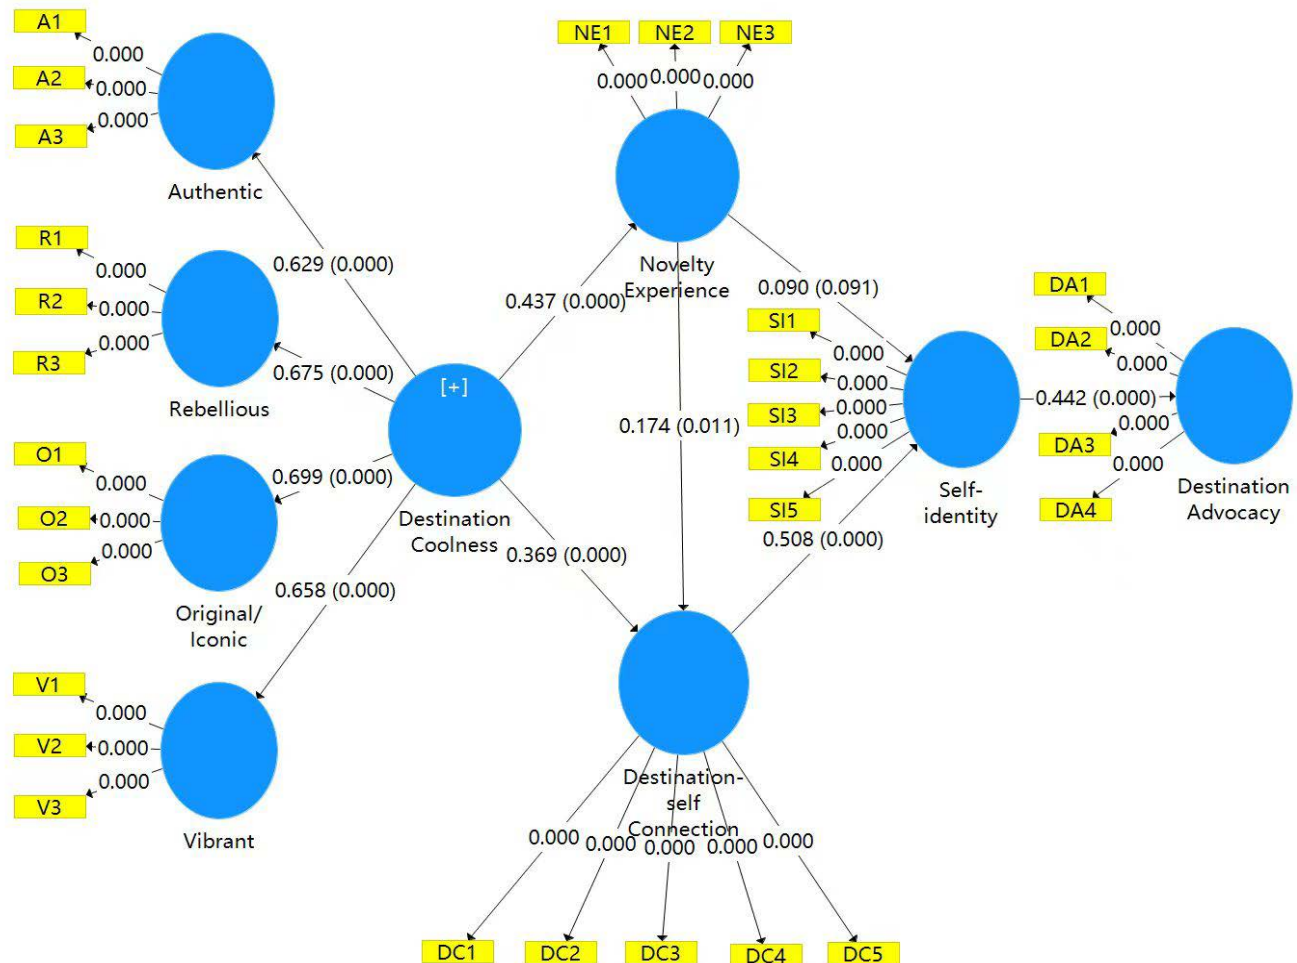 A1
0.000
A2
0.000
0.000
A3
Authentic
R1
0.000
R2
0.000
0.000
R3
Rebellious
O1
0.000
O2
0.000
0.000
O3
Original/
Iconic
V1
0.000
V2
0.000
0.000
V3
Vibrant
0.629 (0.000)
0.675 (0.000)
0.699 (0.000)
0.658 (0.000)
[+]
Destination
Coolness
0.437 (0.000)
0.369 (0.000)
NE1
NE2
NE3
0.000
0.000
0.000
Novelty
Experience
0.174 (0.011)
0.090 (0.091)
Destination-
self
Connection
0.000
0.000
0.000
0.000
0.000
DC1
DC2
DC3
DC4
DC5
0.508 (0.000)
SI1
0.000
SI2
0.000
SI3
0.000
0.000
SI4
0.000
SI5
Self-
identity
0.442 (0.000)
DA1
0.000
DA2
0.000
0.000
DA3
0.000
DA4
Destination
Advocacy